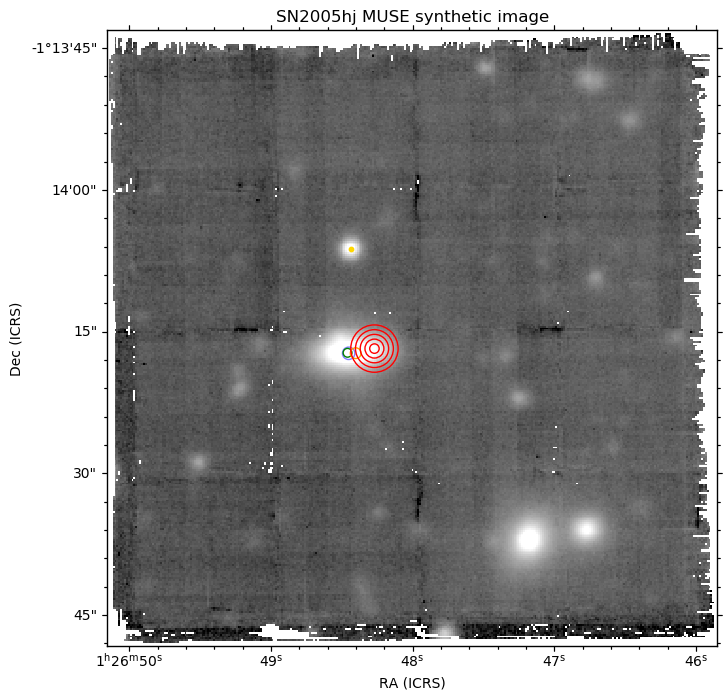 SN2005hj MUSE synthetic image
-1°13'45"
14'00"
15"
30"
45"
Dec (ICRS)
1ʰ26ᵐ50ˢ
49ˢ
48ˢ
47ˢ
46ˢ
RA (ICRS)